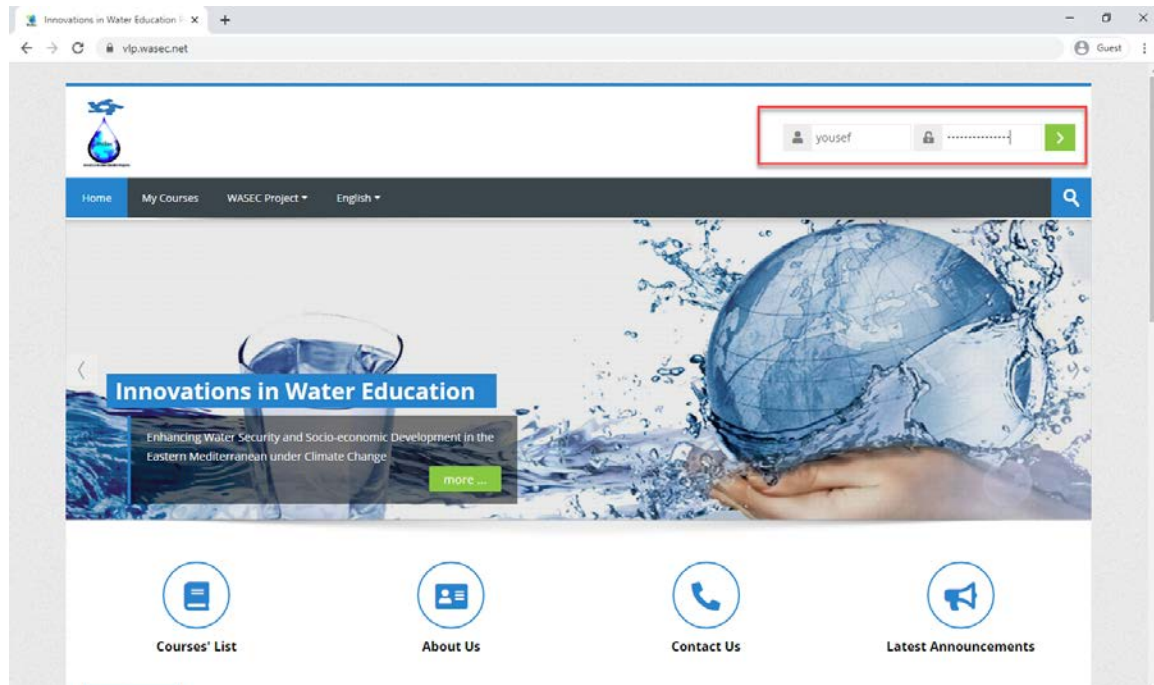 Innovations in Water Education P
vlp.wasec.net
Guest
yousef
Home My Courses WASEC Project English
Innovations in Water Education
Enhancing Water Security and Socio-economic Development in the
Eastern Mediterranean under Climate Change
more ...
Courses' List About Us Contact Us Latest Announcements